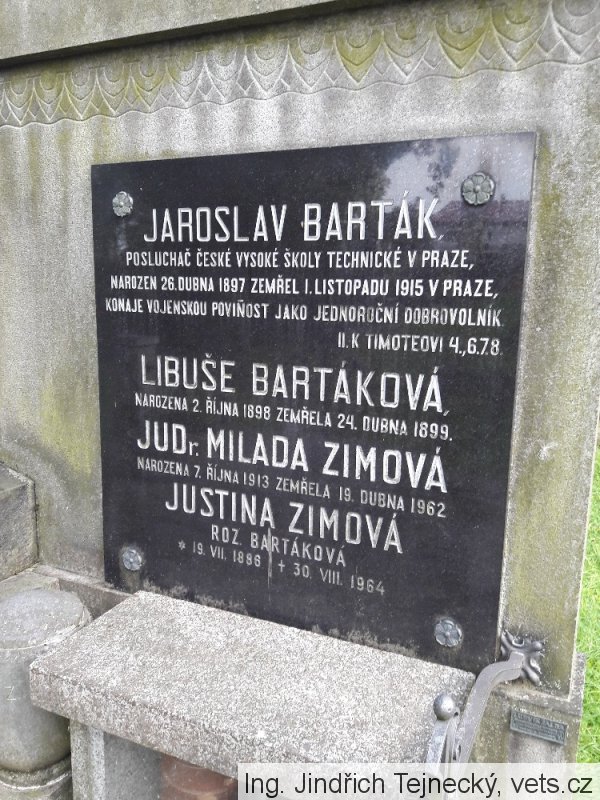 JAROSLAV BARTÁK,
POSLUCHAČ ČESKÉ VYSOKÉ ŠKOLY TECHNICKÉ V PRAZE,
NAROZEN 26. DUBNA 1897 ZEMŘEL 1. LISTOPADU 1915 V PRAZE,
KONAJE VOJENSKOU POVIŇOST JAKO JEDNOROČNÍ DOBROVOLNÍK.
II. K TIMOTEOVI 4., 6.7.8.
LIBUŠE BARTÁKOVÁ,
NAROZENA 2. ŘÍJNA 1898 ZEMŘELA 24. DUBNA 1899.
JUDr. MILADA ZIMOVÁ
NAROZENA 7. ŘÍJNA 1913 ZEMŘELA 19. DUBNA 1962
JUSTINA ZIMOVÁ
ROZ. BARTÁKOVÁ
* 19. VII. 1886 † 30. VIII. 1964
Ing. Jindřich Tejnecký, vets.cz